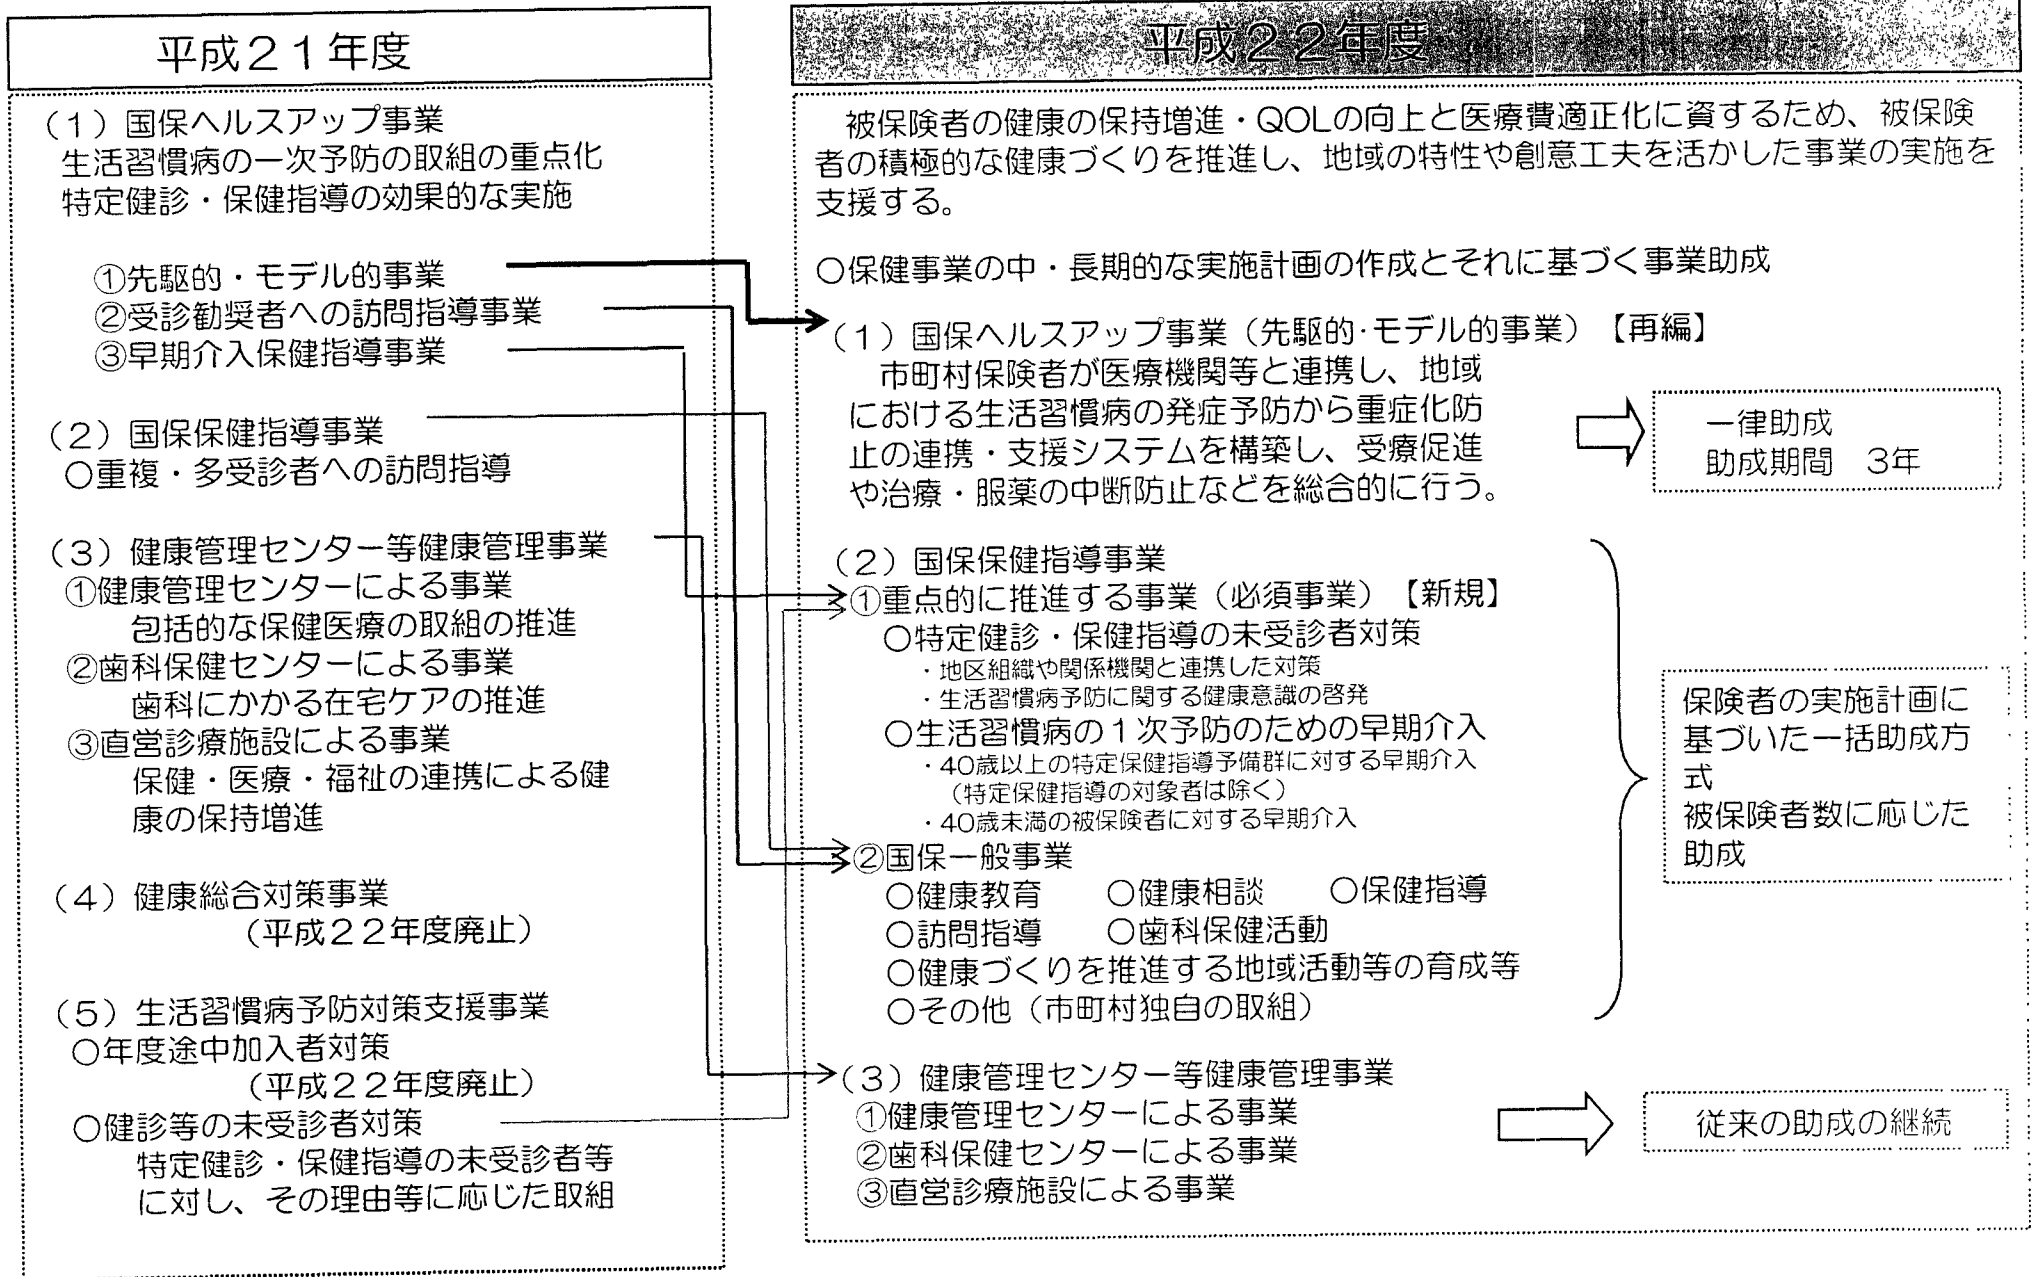 平成21年度
(1)国保ヘルスアップ事業
生活習慣病の一次予防の取組の重点化
特定健診・保健指導の効果的な実施
①先駆的・モデル的事業
②受診勧奨者への訪問指導事業
③早期介入保健指導事業
(2)国保保健指導事業
○重複・多受診者への訪問指導
(3)健康管理センター等健康管理事業
①健康管理センターによる事業
包括的な保健医療の取組の推進
②歯科保健センターによる事業
歯科にかかる在宅ケアの推進
③直営診療施設による事業
保健・医療・福祉の連携による健
康の保持増進
(4)健康総合対策事業
(平成22年度廃止)
(5)生活習慣病予防対策支援事業
○年度途中加入者対策
(平成22年度廃止)
○健診等の未受診者対策
特定健診・保健指導の未受診者等
に対し、その理由等に応じた取組
平成22年度
被保険者の健康の保持増進・QOLの向上と医療費適正化に資するため、被保険
者の積極的な健康づくりを推進し、地域の特性や創意工夫を活かした事業の実施を
支援する。
○保健事業の中・長期的な実施計画の作成とそれに基づく事業助成
(1)国保ヘルスアップ事業(先駆的・モデル的事業)【再編】
市町村保険者が医療機関等と連携し、地域
における生活習慣病の発症予防から重症化防
止の連携・支援システムを構築し、受療促進
や治療・服薬の中断防止などを総合的に行う。
一律助成
助成期間 3年
(2)国保保健指導事業
①重点的に推進する事業(必須事業)【新規】
○特定健診・保健指導の未受診者対策
・地区組織や関係機関と連携した対策
・生活習慣病予防に関する健康意識の啓発
○生活習慣病の1次予防のための早期介入
・40歳以上の特定保健指導予備群に対する早期介入
(特定保健指導の対象者は除く)
・40歳未満の被保険者に対する早期介入
②国保一般事業
○健康教育 ○健康相談 ○保健指導
○訪問指導 ○歯科保健活動
○健康づくりを推進する地域活動等の育成等
○その他(市町村独自の取組)
保険者の実施計画に
基づいた一括助成方
式
被保険者数に応じた
助成
(3)健康管理センター等健康管理事業
①健康管理センターによる事業
②歯科保健センターによる事業
③直営診療施設による事業
従来の助成の継続